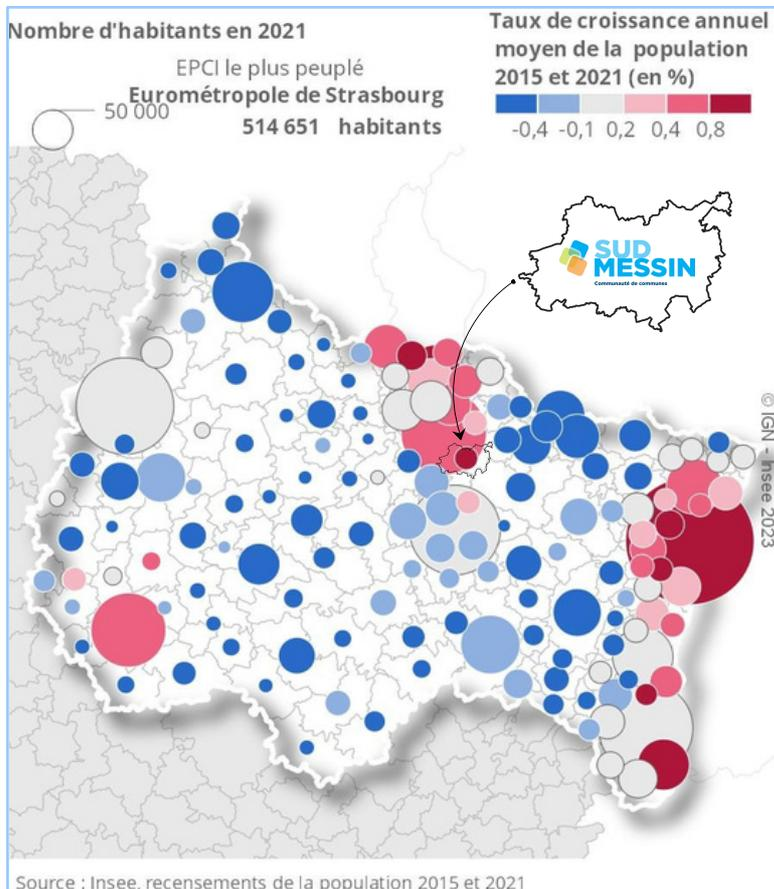 Nombre d'habitants en 2021
EPCI le plus peuplé
Eurométropole de Strasbourg
50 000
514 651 habitants
Taux de croissance annuel
moyen de la population
2015 et 2021 (en %)
-0,4 -0,1 0,2 0,4 0,8
SUD
MESSIN
Communauté de communes
© IGN - Insee 2023
Source : Insee, recensements de la population 2015 et 2021